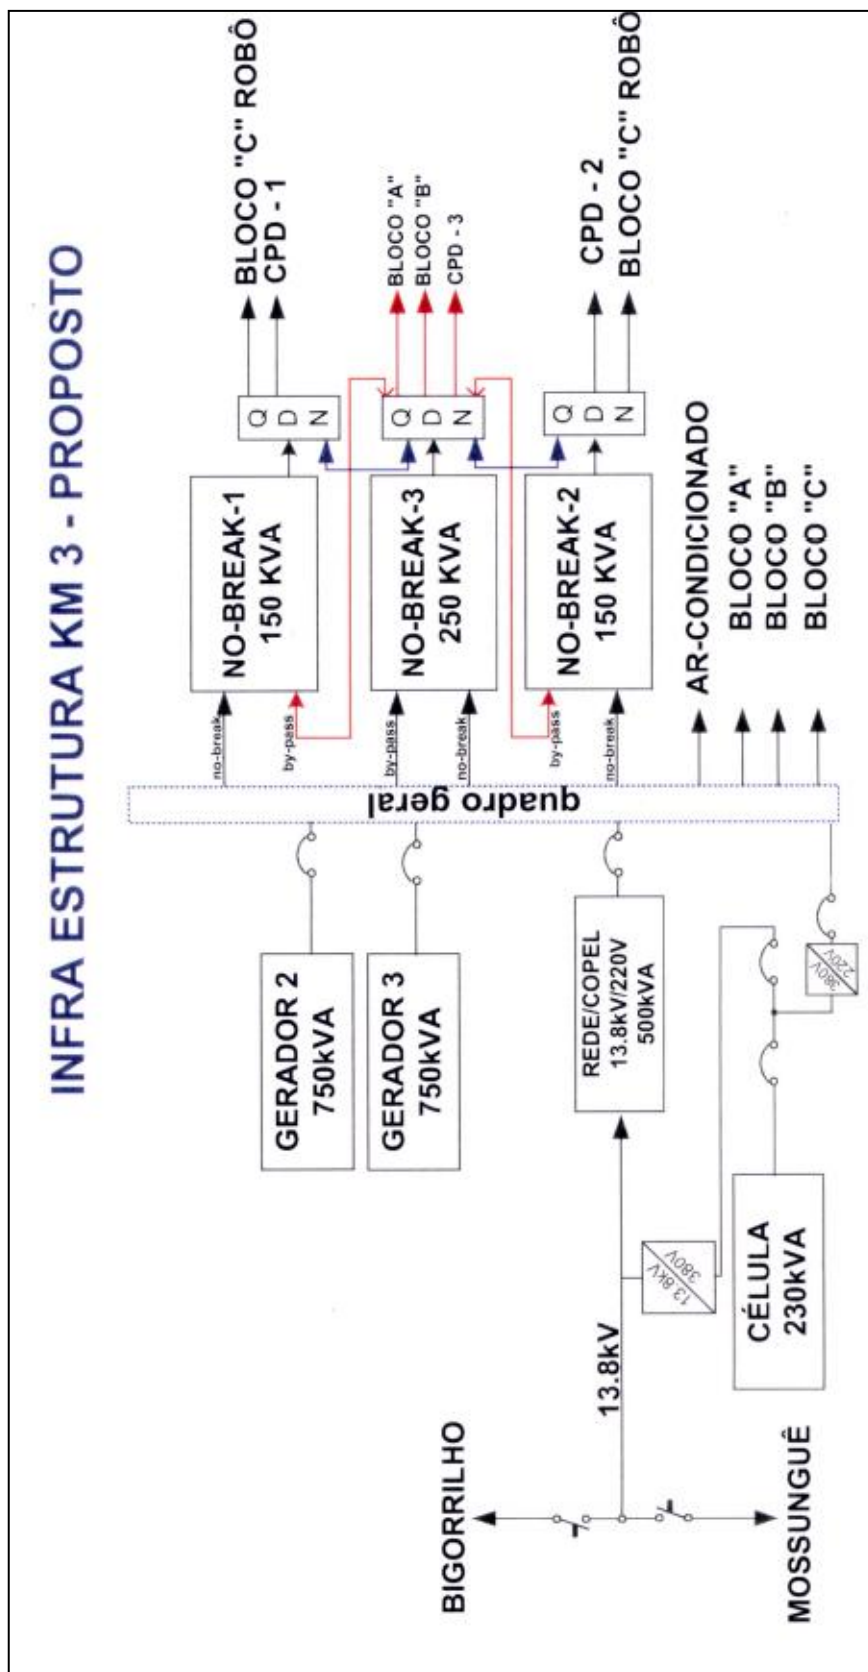 INFRA ESTRUTURA KM 3 - PROPOSTO
BLOCO "C" ROBÔ
CPD - 1
BLOCO "A"
BLOCO "B"
CPD - 3
CPD - 2
BLOCO "C" ROBÔ
Q
D
N
Q
D
N
Q
D
N
NO-BREAK-1
150 KVA
NO-BREAK-3
250 KVA
NO-BREAK-2
150 KVA
no-break
by-pass
by-pass
no-break
by-pass
no-break
AR-CONDICIONADO
BLOCO "A"
BLOCO "B"
BLOCO "C"
quadro geral
GERADOR 2
750kVA
GERADOR 3
750kVA
REDE/COPEL
13.8kV/220V
500kVA
380V
220V
13.8kV
380V
CÉLULA
230kVA
13.8kV
BIGORRILHO
MOSSUNGUÊ